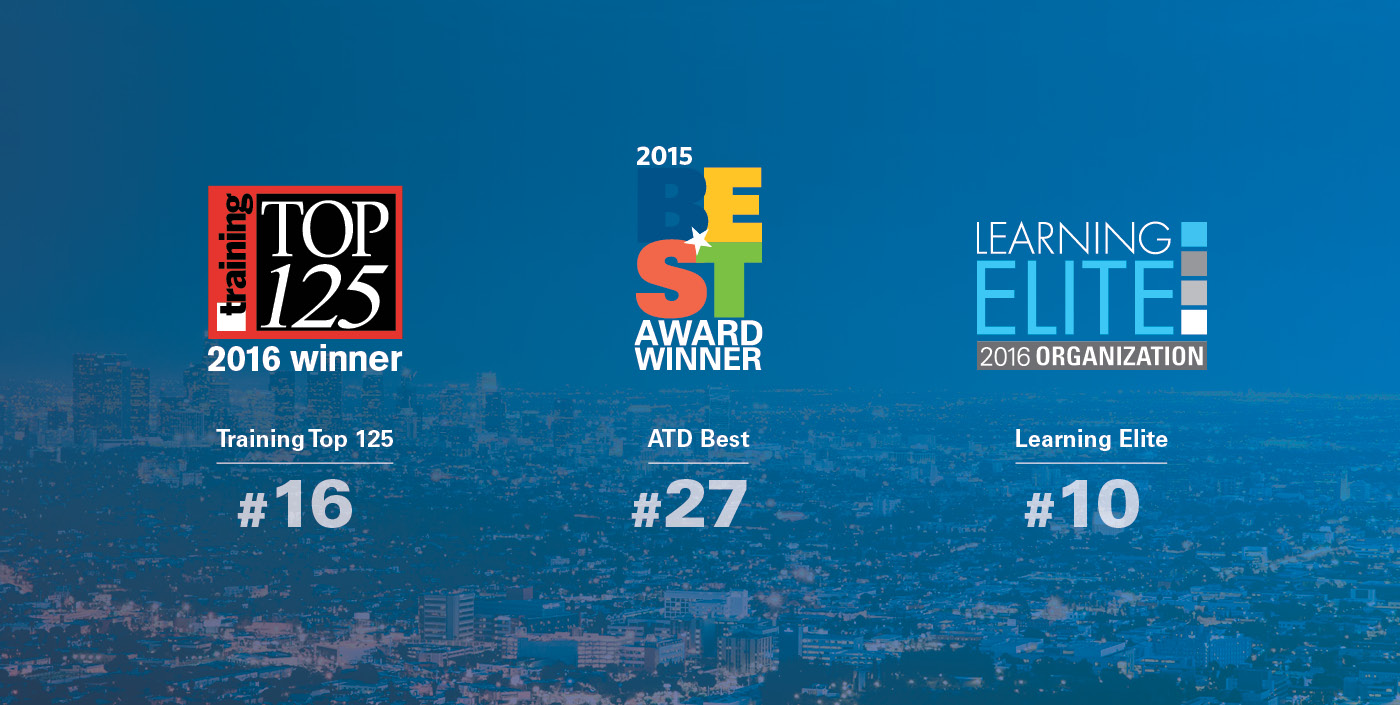 training
TOP
125
2016 winner
Training Top 125
#16
2015
BE
ST
AWARD
WINNER
ATD Best
#27
LEARNING
ELITE
2016 ORGANIZATION
Learning Elite
#10